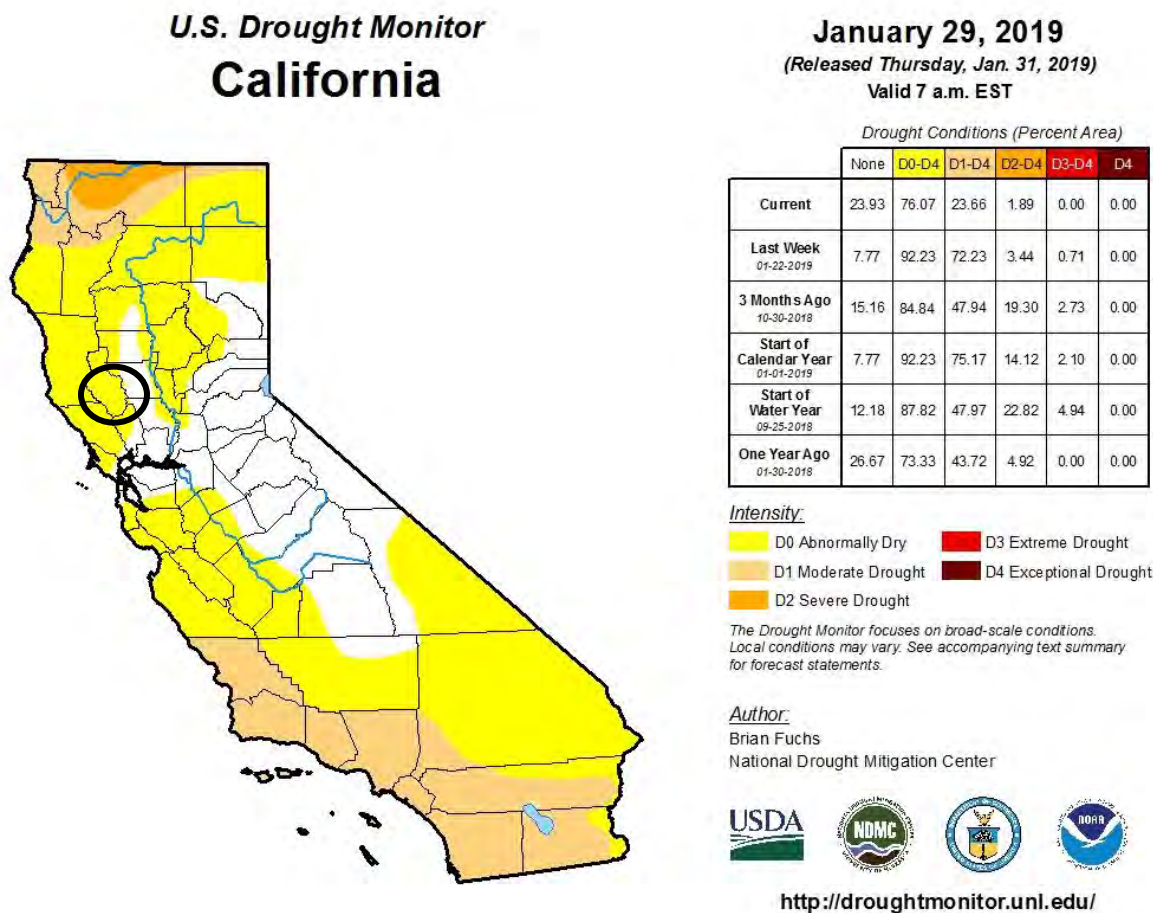 U.S. Drought Monitor
California
January 29, 2019
(Released Thursday, Jan. 31, 2019)
Valid 7 a.m. EST
Drought Conditions (Percent Area)
None D0-D4 D1-D4 D2-D4 D3-D4 D4
Current 23.93 76.07 23.66 1.89 0.00 0.00
Last Week
01-22-2019 7.77 92.23 72.23 3.44 0.71 0.00
3 Months Ago
10-30-2018 15.16 84.84 47.94 19.30 2.73 0.00
Start of
Calendar Year
01-01-2019 7.77 92.23 75.17 14.12 2.10 0.00
Start of
Water Year
09-25-2018 12.18 87.82 47.97 22.82 4.94 0.00
One Year Ago
01-30-2018 26.67 73.33 43.72 4.92 0.00 0.00
Intensity:
D0 Abnormally Dry
D1 Moderate Drought
D2 Severe Drought
D3 Extreme Drought
D4 Exceptional Drought
The Drought Monitor focuses on broad-scale conditions.
Local conditions may vary. See accompanying text summary
for forecast statements.
Author:
Brian Fuchs
National Drought Mitigation Center
USDA
NDMC
NOAA
http://droughtmonitor.unl.edu/